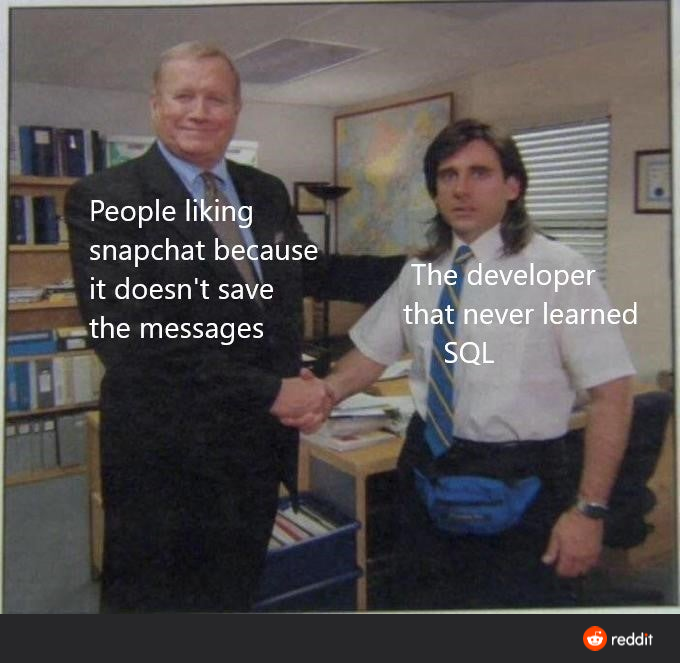 People liking
snapchat because
it doesn't save
the messages
The developer
that never learned
SQL
reddit